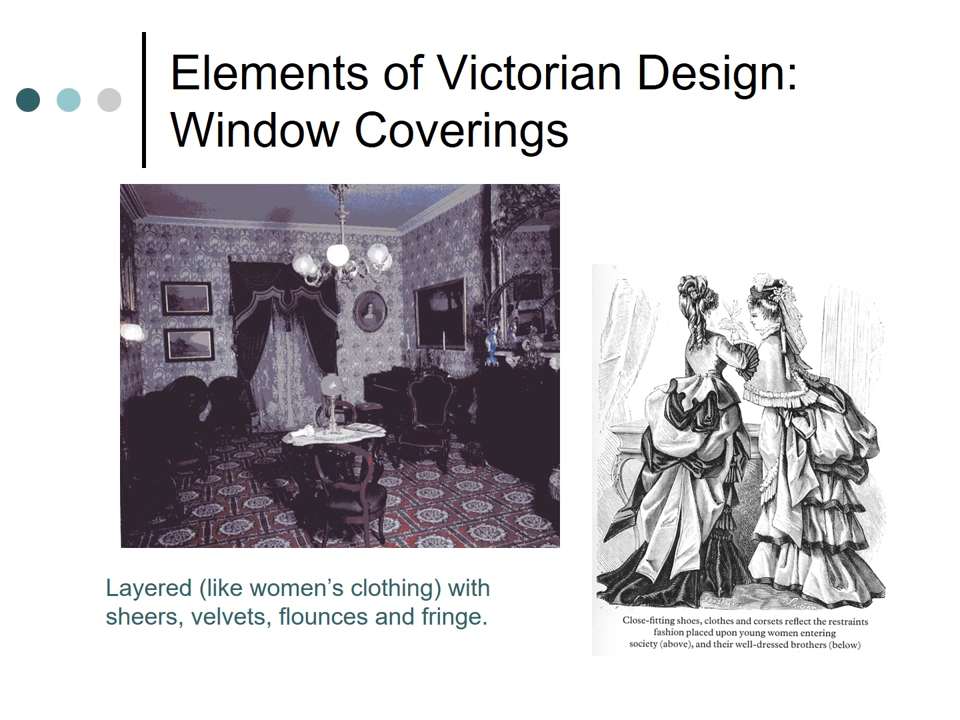 Elements of Victorian Design:
Window Coverings
Layered (like women’s clothing) with
sheers, velvets, flounces and fringe.
Close-fitting shoes, clothes and corsets reflect the restraints
fashion placed upon young women entering
society (above), and their well-dressed brothers (below)